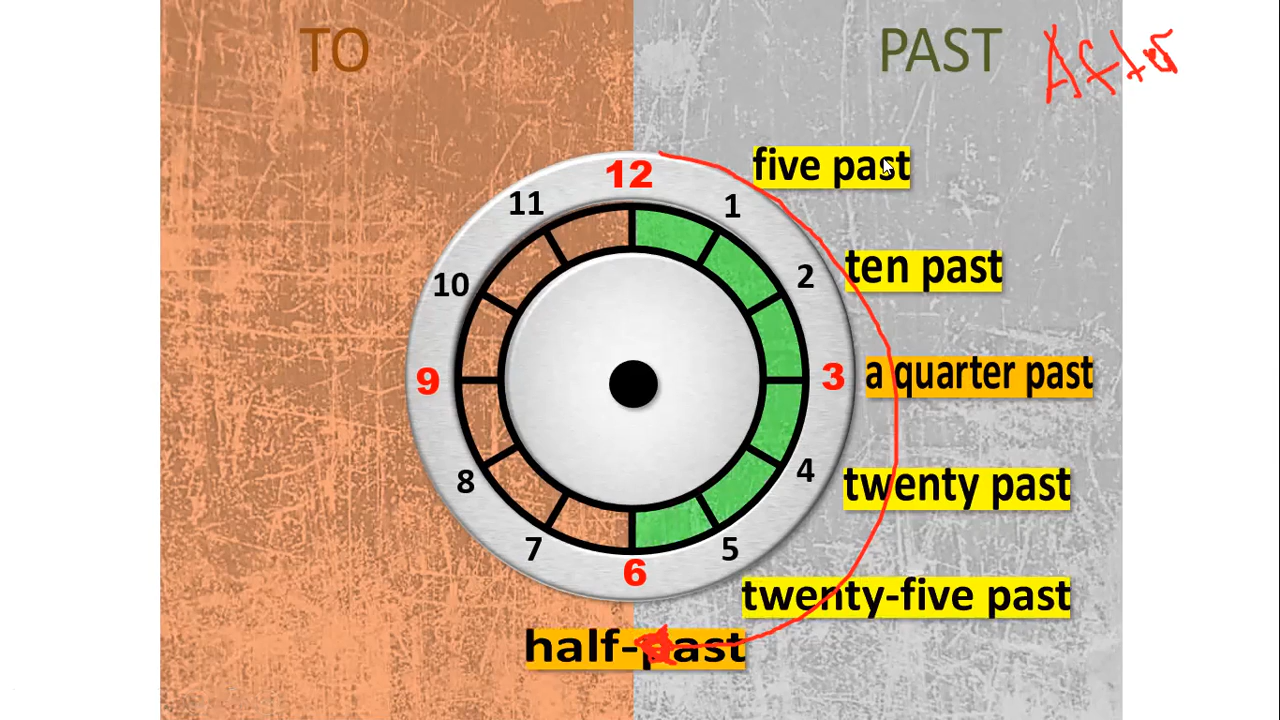 TO
PAST After
five past
12
11
1
ten past
10
2
a quarter past
9
3
8
4
twenty past
7
5
6
twenty-five past
half-past